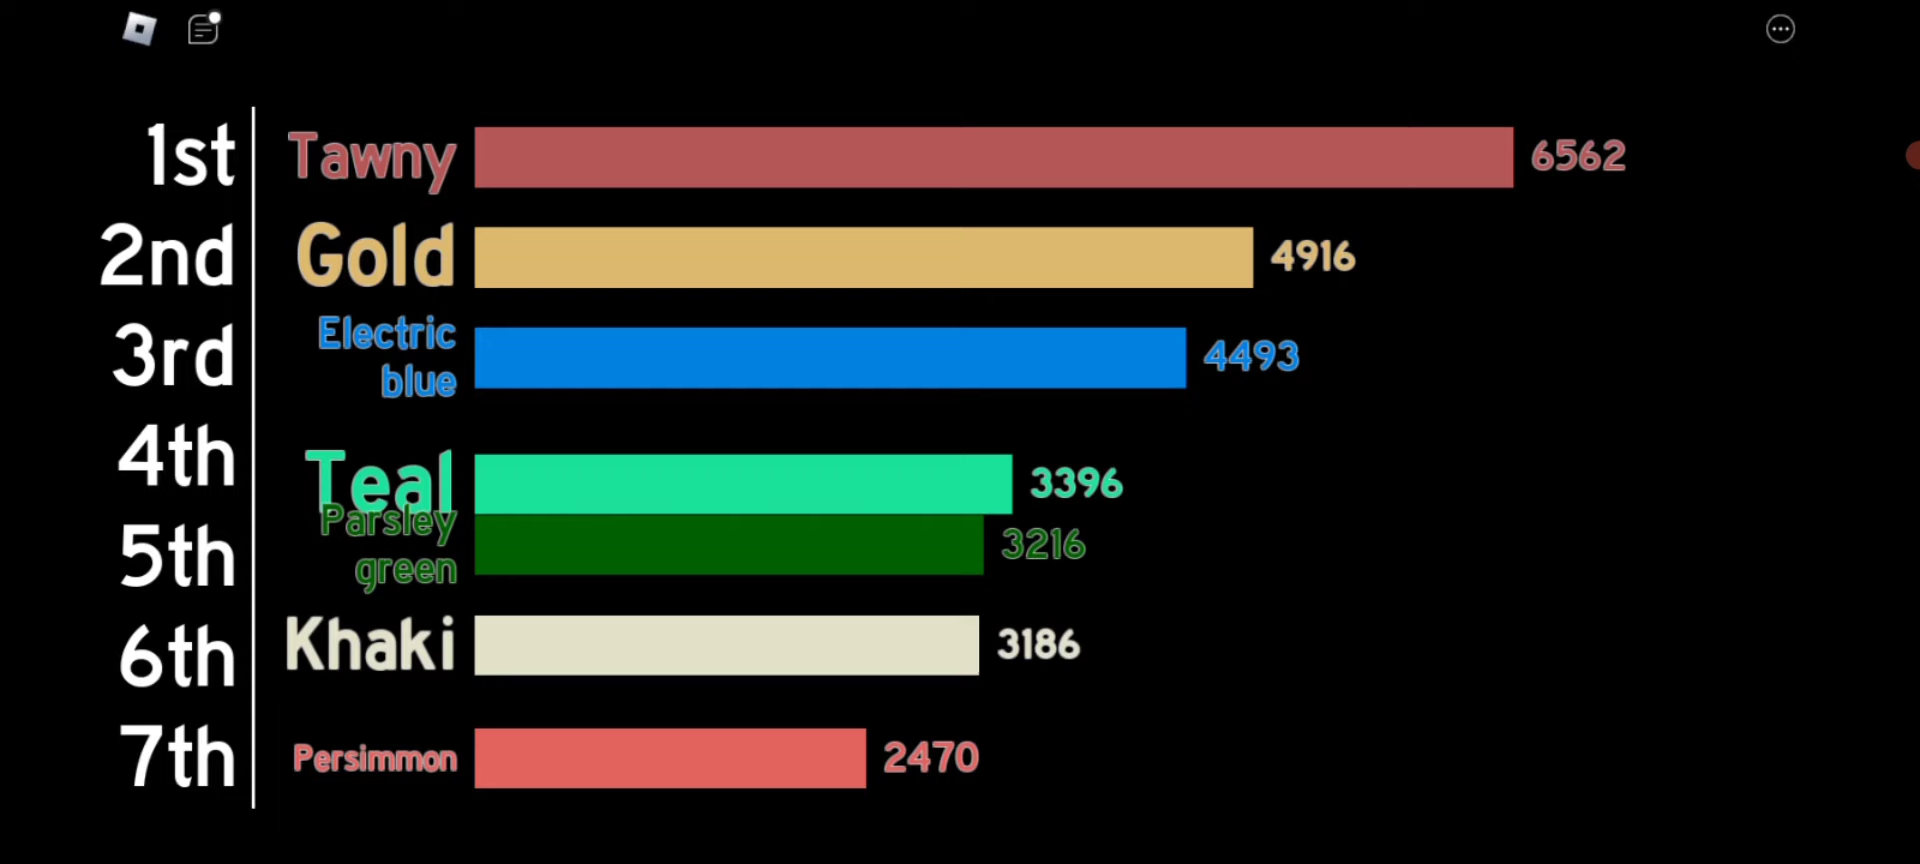 1st Tawny 6562
2nd Gold 4916
3rd Electric blue 4493
4th Teal 3396
5th Parsley green 3216
6th Khaki 3186
7th Persimmon 2470